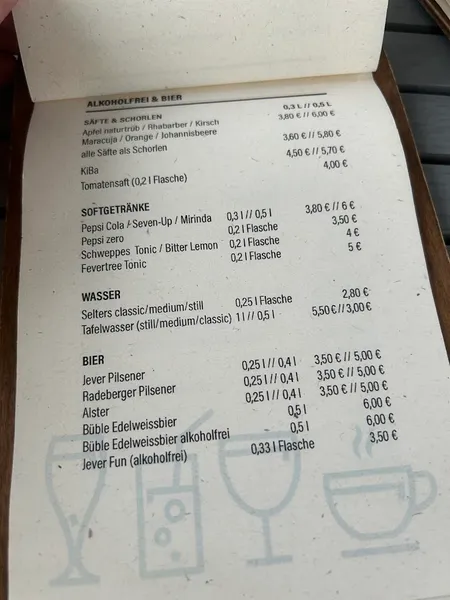 ALKOHOLFREI & BIER
SÄFTE & SCHORLEN 0,3 L // 0,5 L
Apfel naturtrüb / Rhabarber / Kirsch 3,80 € // 6,00 €
Maracuja / Orange / Johannisbeere
alle Säfte als Schorlen 3,60 € // 5,80 €
KiBa 4,50 € // 5,70 €
Tomatensaft (0,2 l Flasche) 4,00 €
SOFTGETRÄNKE
Pepsi Cola / Seven-Up / Mirinda 0,3 l // 0,5 l 3,80 € // 6 €
Pepsi zero 0,2 l Flasche 3,50 €
Schweppes Tonic / Bitter Lemon 0,2 l Flasche 4 €
Fevertree Tonic 0,2 l Flasche 5 €
WASSER
Selters classic/medium/still 0,25 l Flasche 2,80 €
Tafelwasser (still/medium/classic) 1 l // 0,5 l 5,50 € // 3,00 €
BIER
Jever Pilsener 0,25 l // 0,4 l 3,50 € // 5,00 €
Radeberger Pilsener 0,25 l // 0,4 l 3,50 € // 5,00 €
Alster 0,25 l // 0,4 l 3,50 € // 5,00 €
Büble Edelweissbier 0,5 l 6,00 €
Büble Edelweissbier alkoholfrei 0,5 l 6,00 €
Jever Fun (alkoholfrei) 0,33 l Flasche 3,50 €